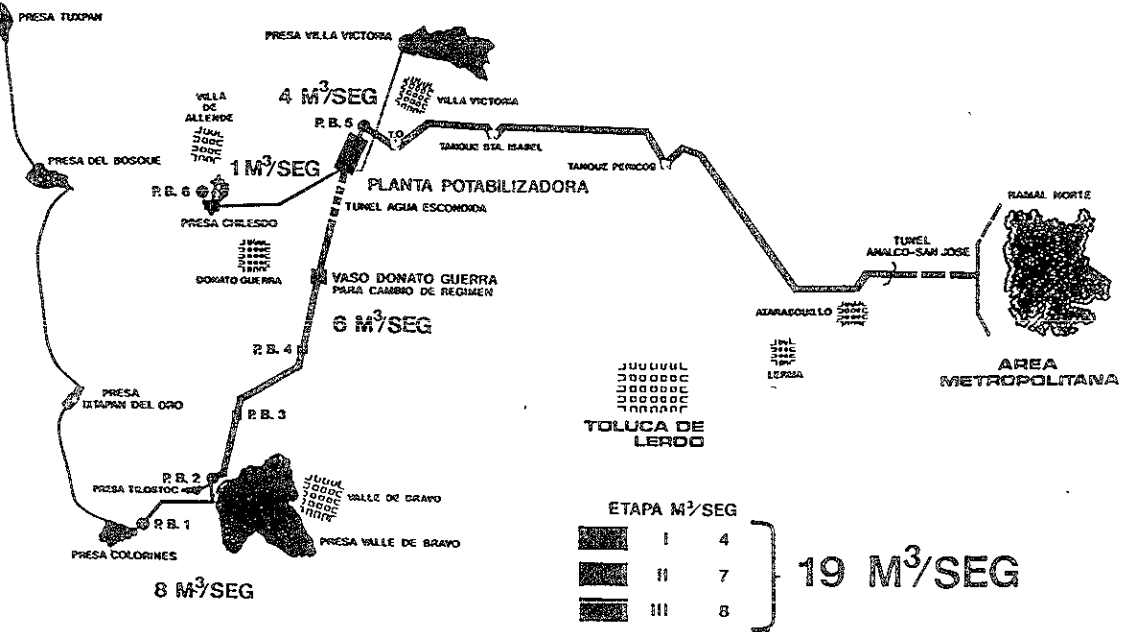 PRESA TUXPAN
PRESA VILLA VICTORIA
VILLA
DE
ALLENDE
4 M³/SEG
VILLA VICTORIA
P. B. 5
T.O
TANQUE STA. ISABEL
TANQUE PERICOS
PRESA DEL BOSQUE
1 M³/SEG
P. B. 6
PLANTA POTABILIZADORA
TUNEL AGUA ESCONDIDA
PRESA CHILESDO
RAMAL NORTE
TUNEL
ANALCO-SAN JOSE
DONATO GUERRA
VASO DONATO GUERRA
PARA CAMBIO DE REGIMEN
6 M³/SEG
ATARASQUILLO
P. B. 4
LERMA
AREA
METROPOLITANA
PRESA
IXTAPAN DEL ORO
P. B. 3
TOLUCA DE
LERDO
P. B. 2
PRESA TILOSTOC
VALLE DE BRAVO
P. B. 1
PRESA VALLE DE BRAVO
PRESA COLORINES
8 M³/SEG
ETAPA M³/SEG
I 4
II 7
III 8
19 M³/SEG